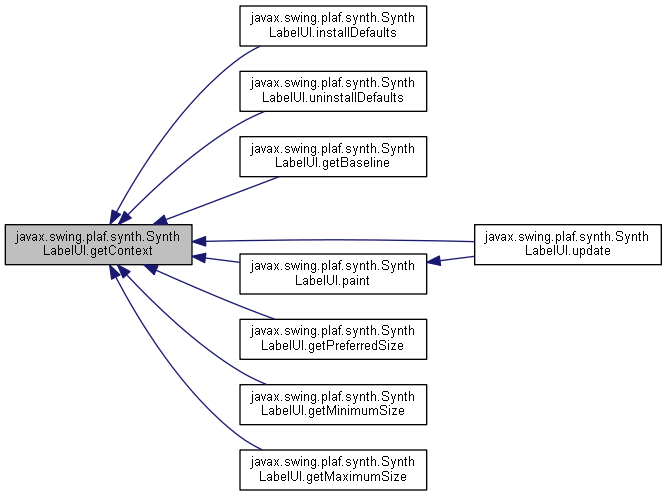 javax.swing.plaf.synth.Synth
LabelUI.installDefaults
javax.swing.plaf.synth.Synth
LabelUI.uninstallDefaults
javax.swing.plaf.synth.Synth
LabelUI.getBaseline
javax.swing.plaf.synth.Synth
LabelUI.getContext
javax.swing.plaf.synth.Synth
LabelUI.update
javax.swing.plaf.synth.Synth
LabelUI.paint
javax.swing.plaf.synth.Synth
LabelUI.getPreferredSize
javax.swing.plaf.synth.Synth
LabelUI.getMinimumSize
javax.swing.plaf.synth.Synth
LabelUI.getMaximumSize